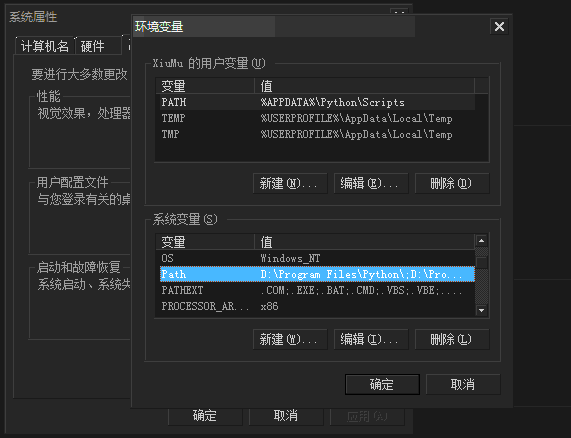 系统属性
环境变量
计算机名 硬件
XiuMu 的用户变量(U)
要进行大多数更改
变量 值
性能
PATH %APPDATA%\Python\Scripts
视觉效果，处理器
TEMP %USERPROFILE%\AppData\Local\Temp
TMP %USERPROFILE%\AppData\Local\Temp
用户配置文件
新建(N)... 编辑(E)... 删除(D)
与您登录有关的桌
系统变量(S)
变量 值
OS Windows_NT
启动和故障恢复
Path D:\Program Files\Python\;D:\Pro...
系统启动、系统失
PATHEXT .COM;.EXE;.BAT;.CMD;.VBS;.VBE;....
PROCESSOR_AR... x86
新建(W)... 编辑(I)... 删除(L)
确定 取消
确定 取消 应用(A)